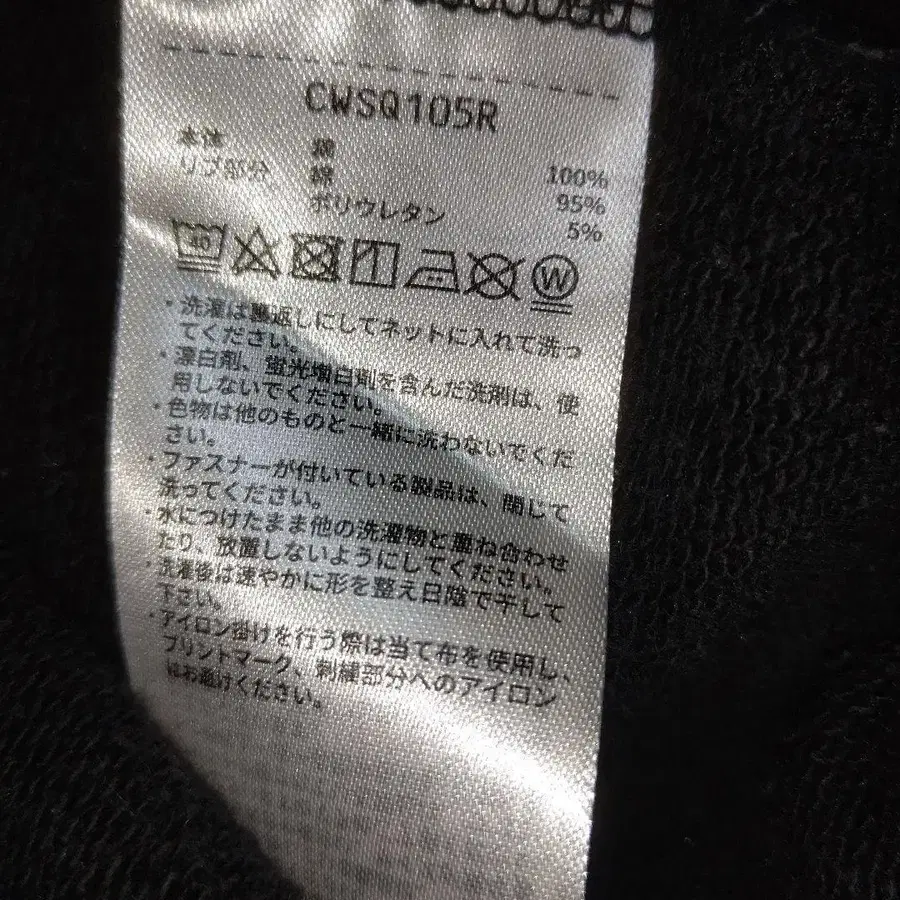 CWSQ105R
本体 綿 100%
リブ部分 綿 95%
ポリウレタン 5%
40 W
・洗濯は裏返しにしてネットに入れて洗っ
てください。
・漂白剤、蛍光増白剤を含んだ洗剤は、使
用しないでください。
・色物は他のものと一緒に洗わないでくだ
さい。
・ファスナーが付いている製品は、閉じて
洗ってください。
・水につけたまま他の洗濯物と重ね合わせ
たり、放置しないようにしてください。
・洗濯後は速やかに形を整え日陰で干して
下さい。
・アイロン掛けを行う際は当て布を使用し、
プリントマーク、刺繍部分へのアイロン
はお避けください。